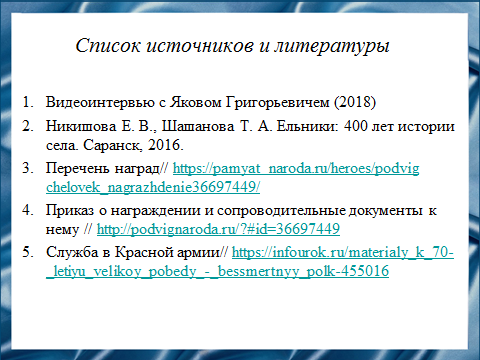 Список источников и литературы
1. Видеоинтервью с Яковом Григорьевичем (2018)
2. Никишова Е. В., Шашанова Т. А. Ельники: 400 лет истории
села. Саранск, 2016.
3. Перечень наград// https://pamyat_naroda.ru/heroes/podvig
chelovek_nagrazhdenie36697449/
4. Приказ о награждении и сопроводительные документы к
нему // http://podvignaroda.ru/?#id=36697449
5. Служба в Красной армии// https://infourok.ru/materialy_k_70-
_letiyu_velikoy_pobedy_-_bessmertnyy_polk-455016